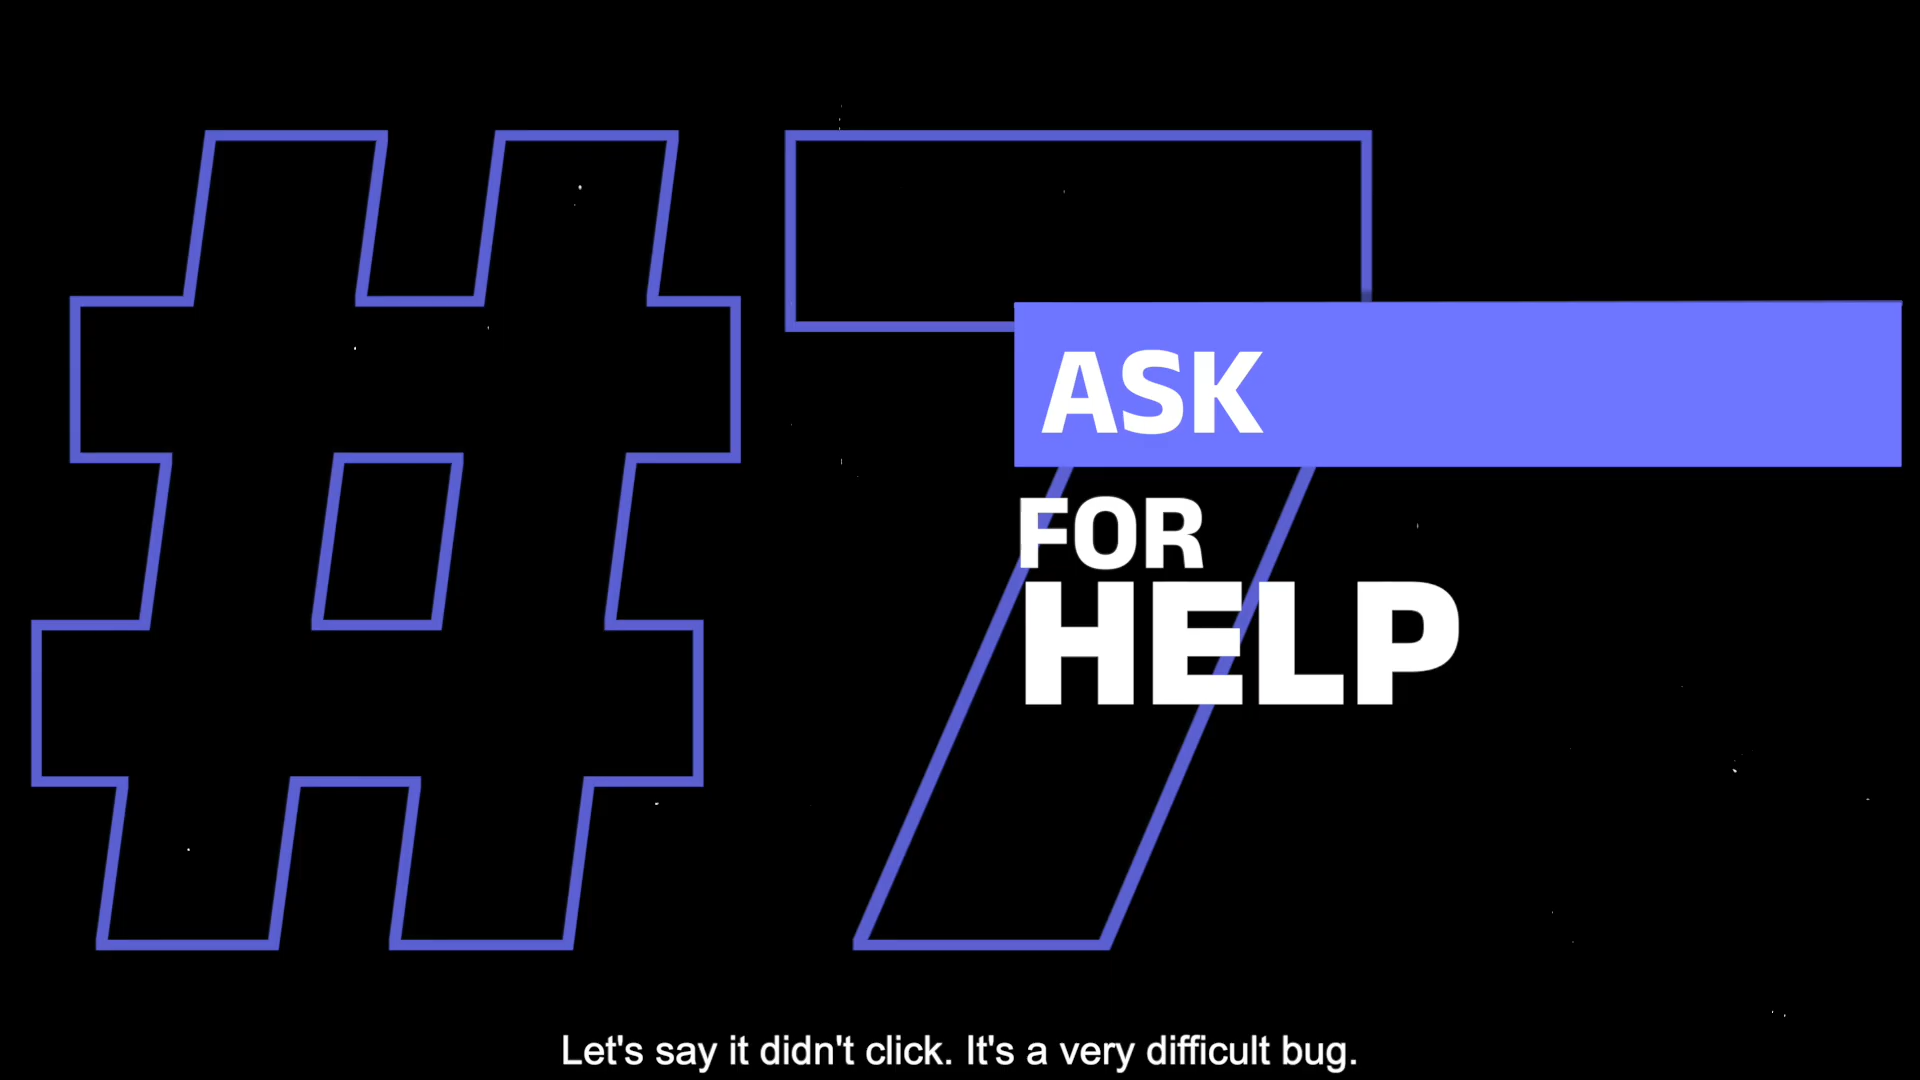 #7
ASK
FOR
HELP
Let's say it didn't click. It's a very difficult bug.